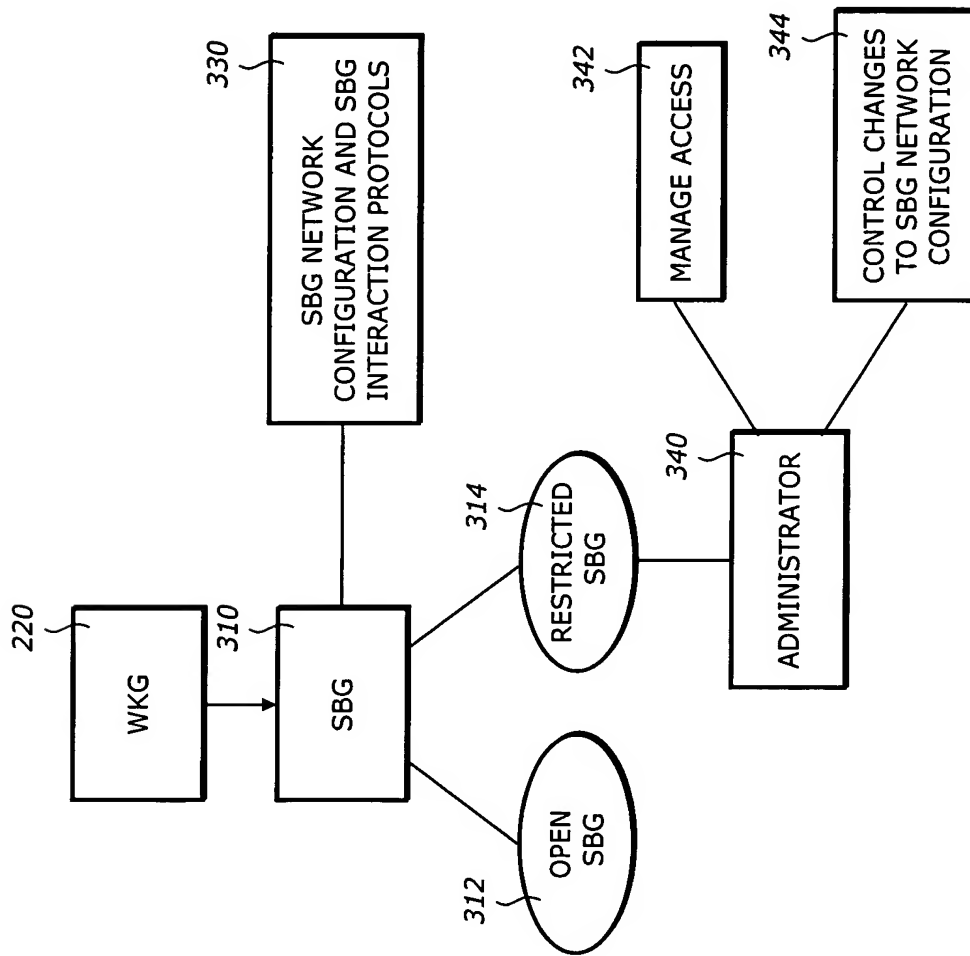 220
WKG
330
SBG NETWORK
CONFIGURATION AND SBG
INTERACTION PROTOCOLS
310
SBG
312
OPEN
SBG
314
RESTRICTED
SBG
340
ADMINISTRATOR
342
MANAGE ACCESS
344
CONTROL CHANGES
TO SBG NETWORK
CONFIGURATION